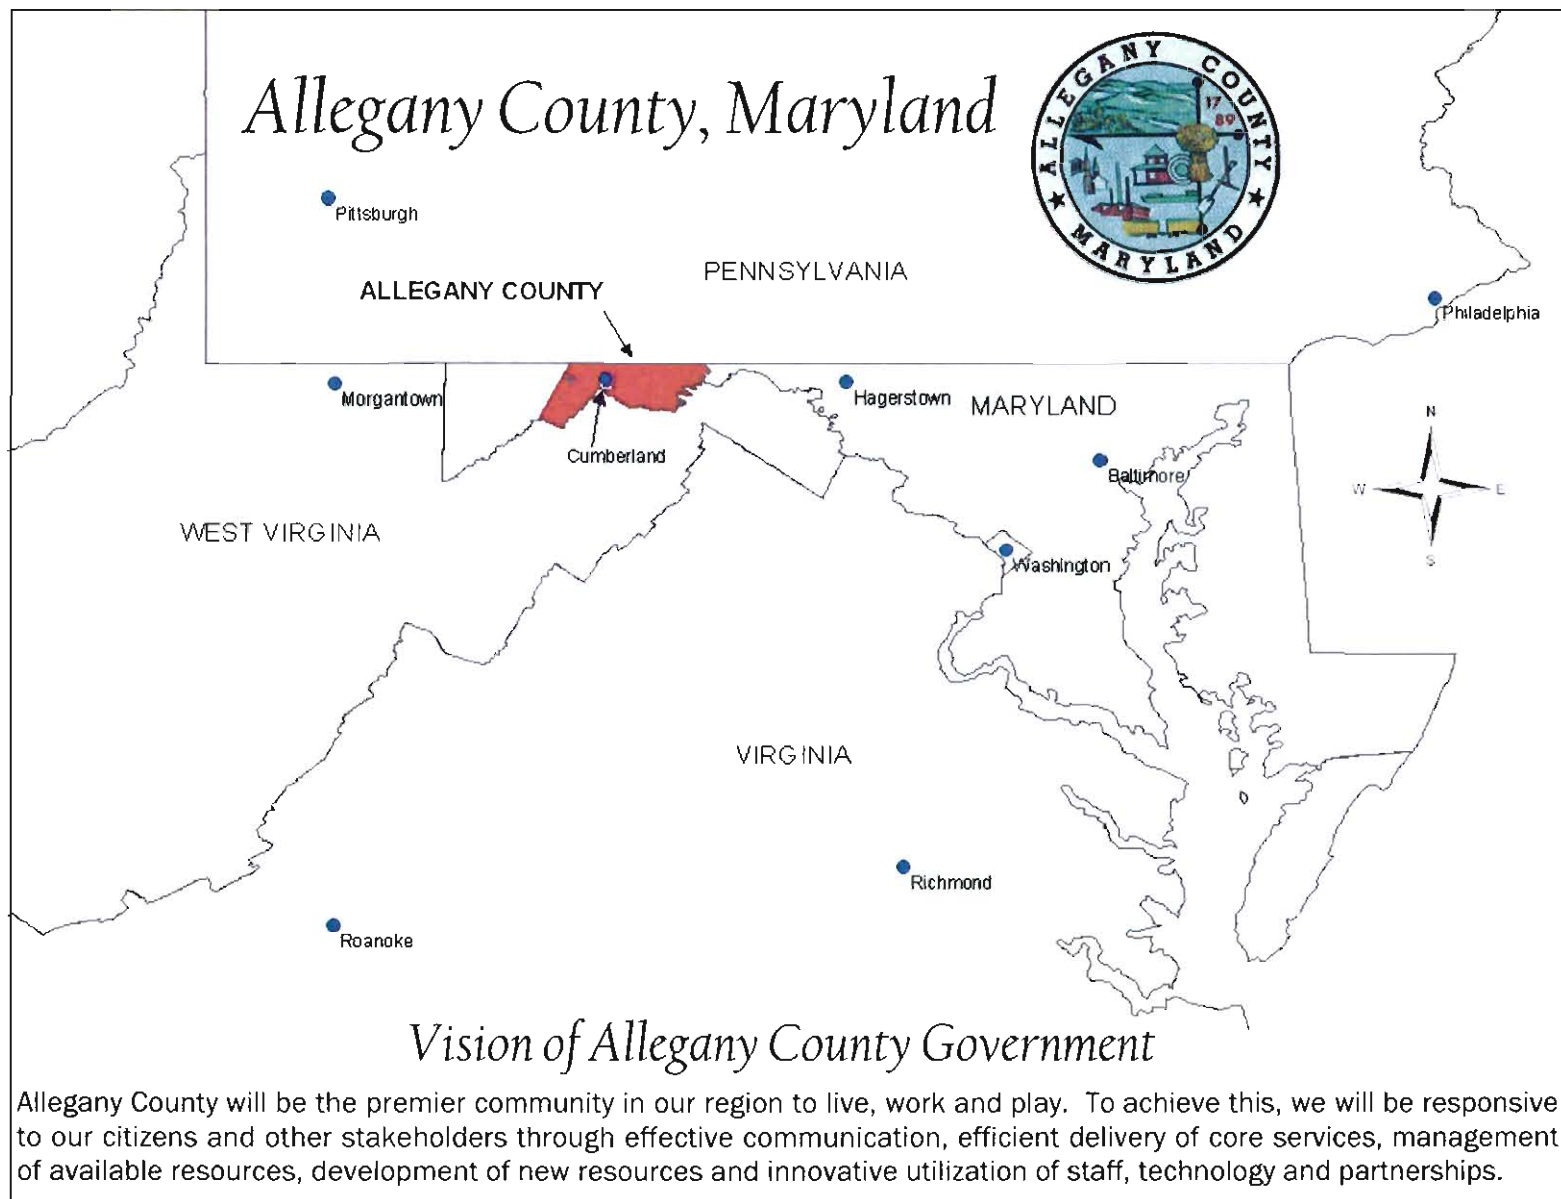 Allegany County, Maryland
ALLEGANY COUNTY
MARYLAND
17
89
Pittsburgh
PENNSYLVANIA
ALLEGANY COUNTY
Philadelphia
Morgantown
Hagerstown
MARYLAND
N
Cumberland
Baltimore
W
E
WEST VIRGINIA
S
Washington
VIRGINIA
Richmond
Roanoke
Vision of Allegany County Government
Allegany County will be the premier community in our region to live, work and play. To achieve this, we will be responsive
to our citizens and other stakeholders through effective communication, efficient delivery of core services, management
of available resources, development of new resources and innovative utilization of staff, technology and partnerships.